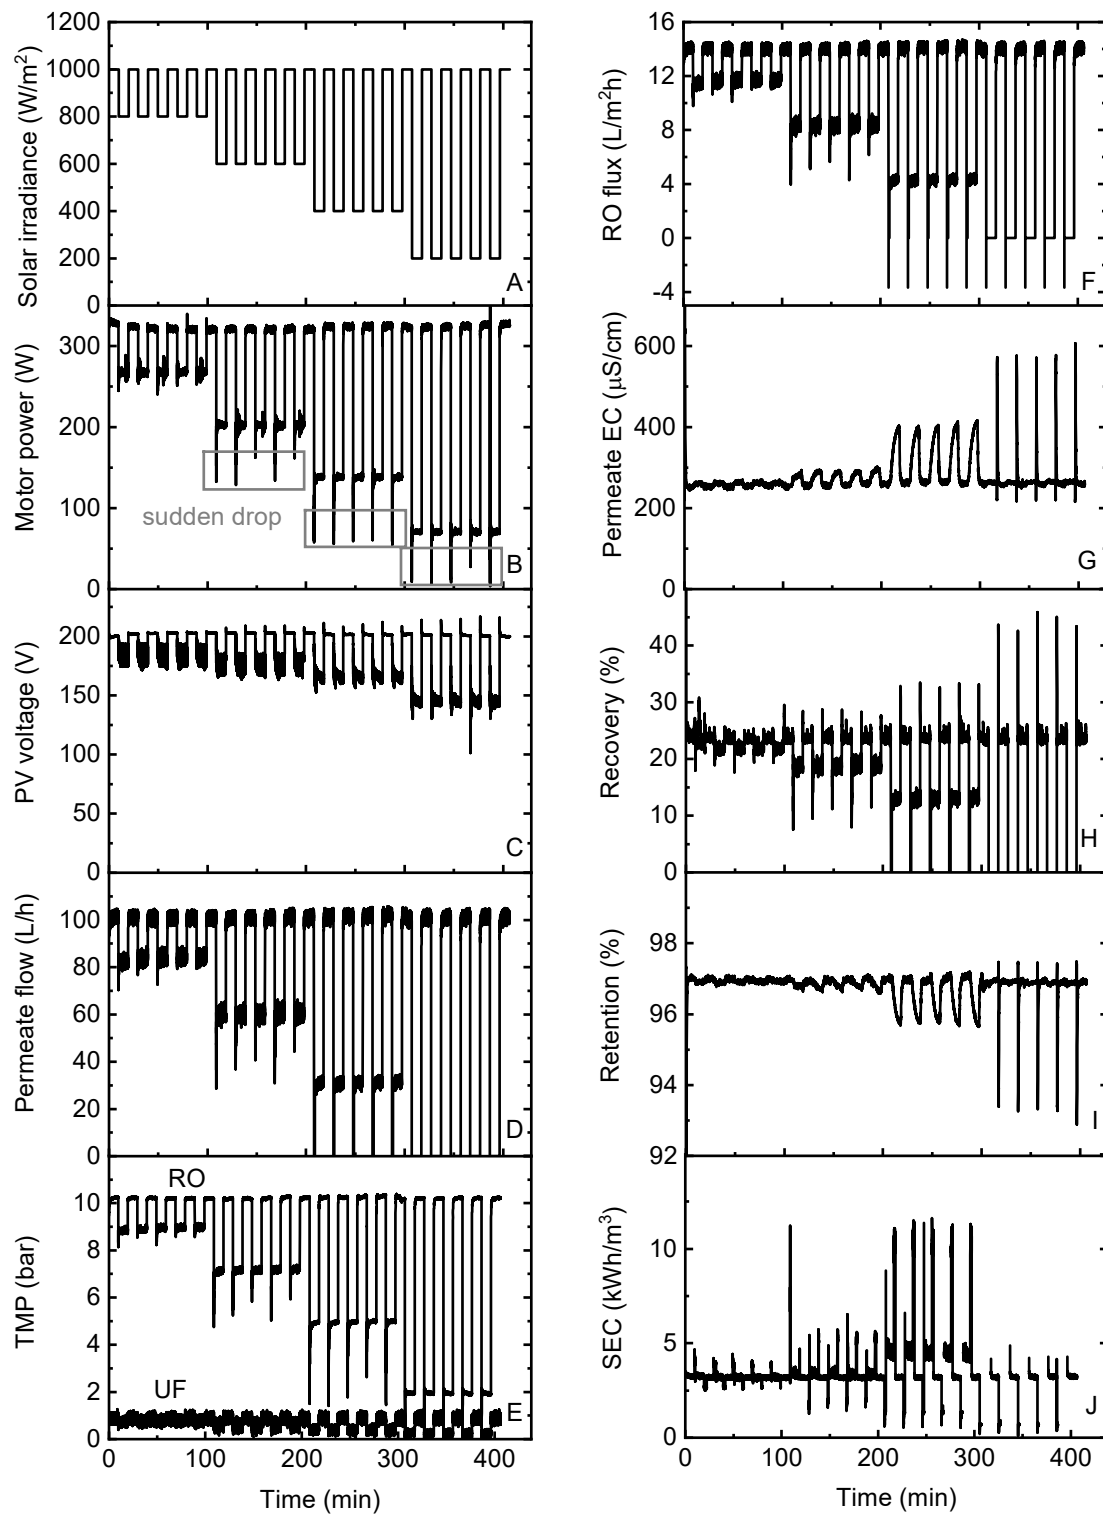 1200
1000
800
600
400
200
0
Solar irradiance (W/m²)
A
300
200
100
0
Motor power (W)
sudden drop
B
200
150
100
50
0
PV voltage (V)
C
100
80
60
40
20
0
Permeate flow (L/h)
D
10
8
6
4
2
0
TMP (bar)
RO
UF
E
0 100 200 300 400
Time (min)
16
12
8
4
0
-4
RO flux (L/m²h)
F
600
400
200
0
Permeate EC (μS/cm)
G
40
30
20
10
0
Recovery (%)
H
98
96
94
92
Retention (%)
I
10
5
0
SEC (kWh/m³)
J
0 100 200 300 400
Time (min)